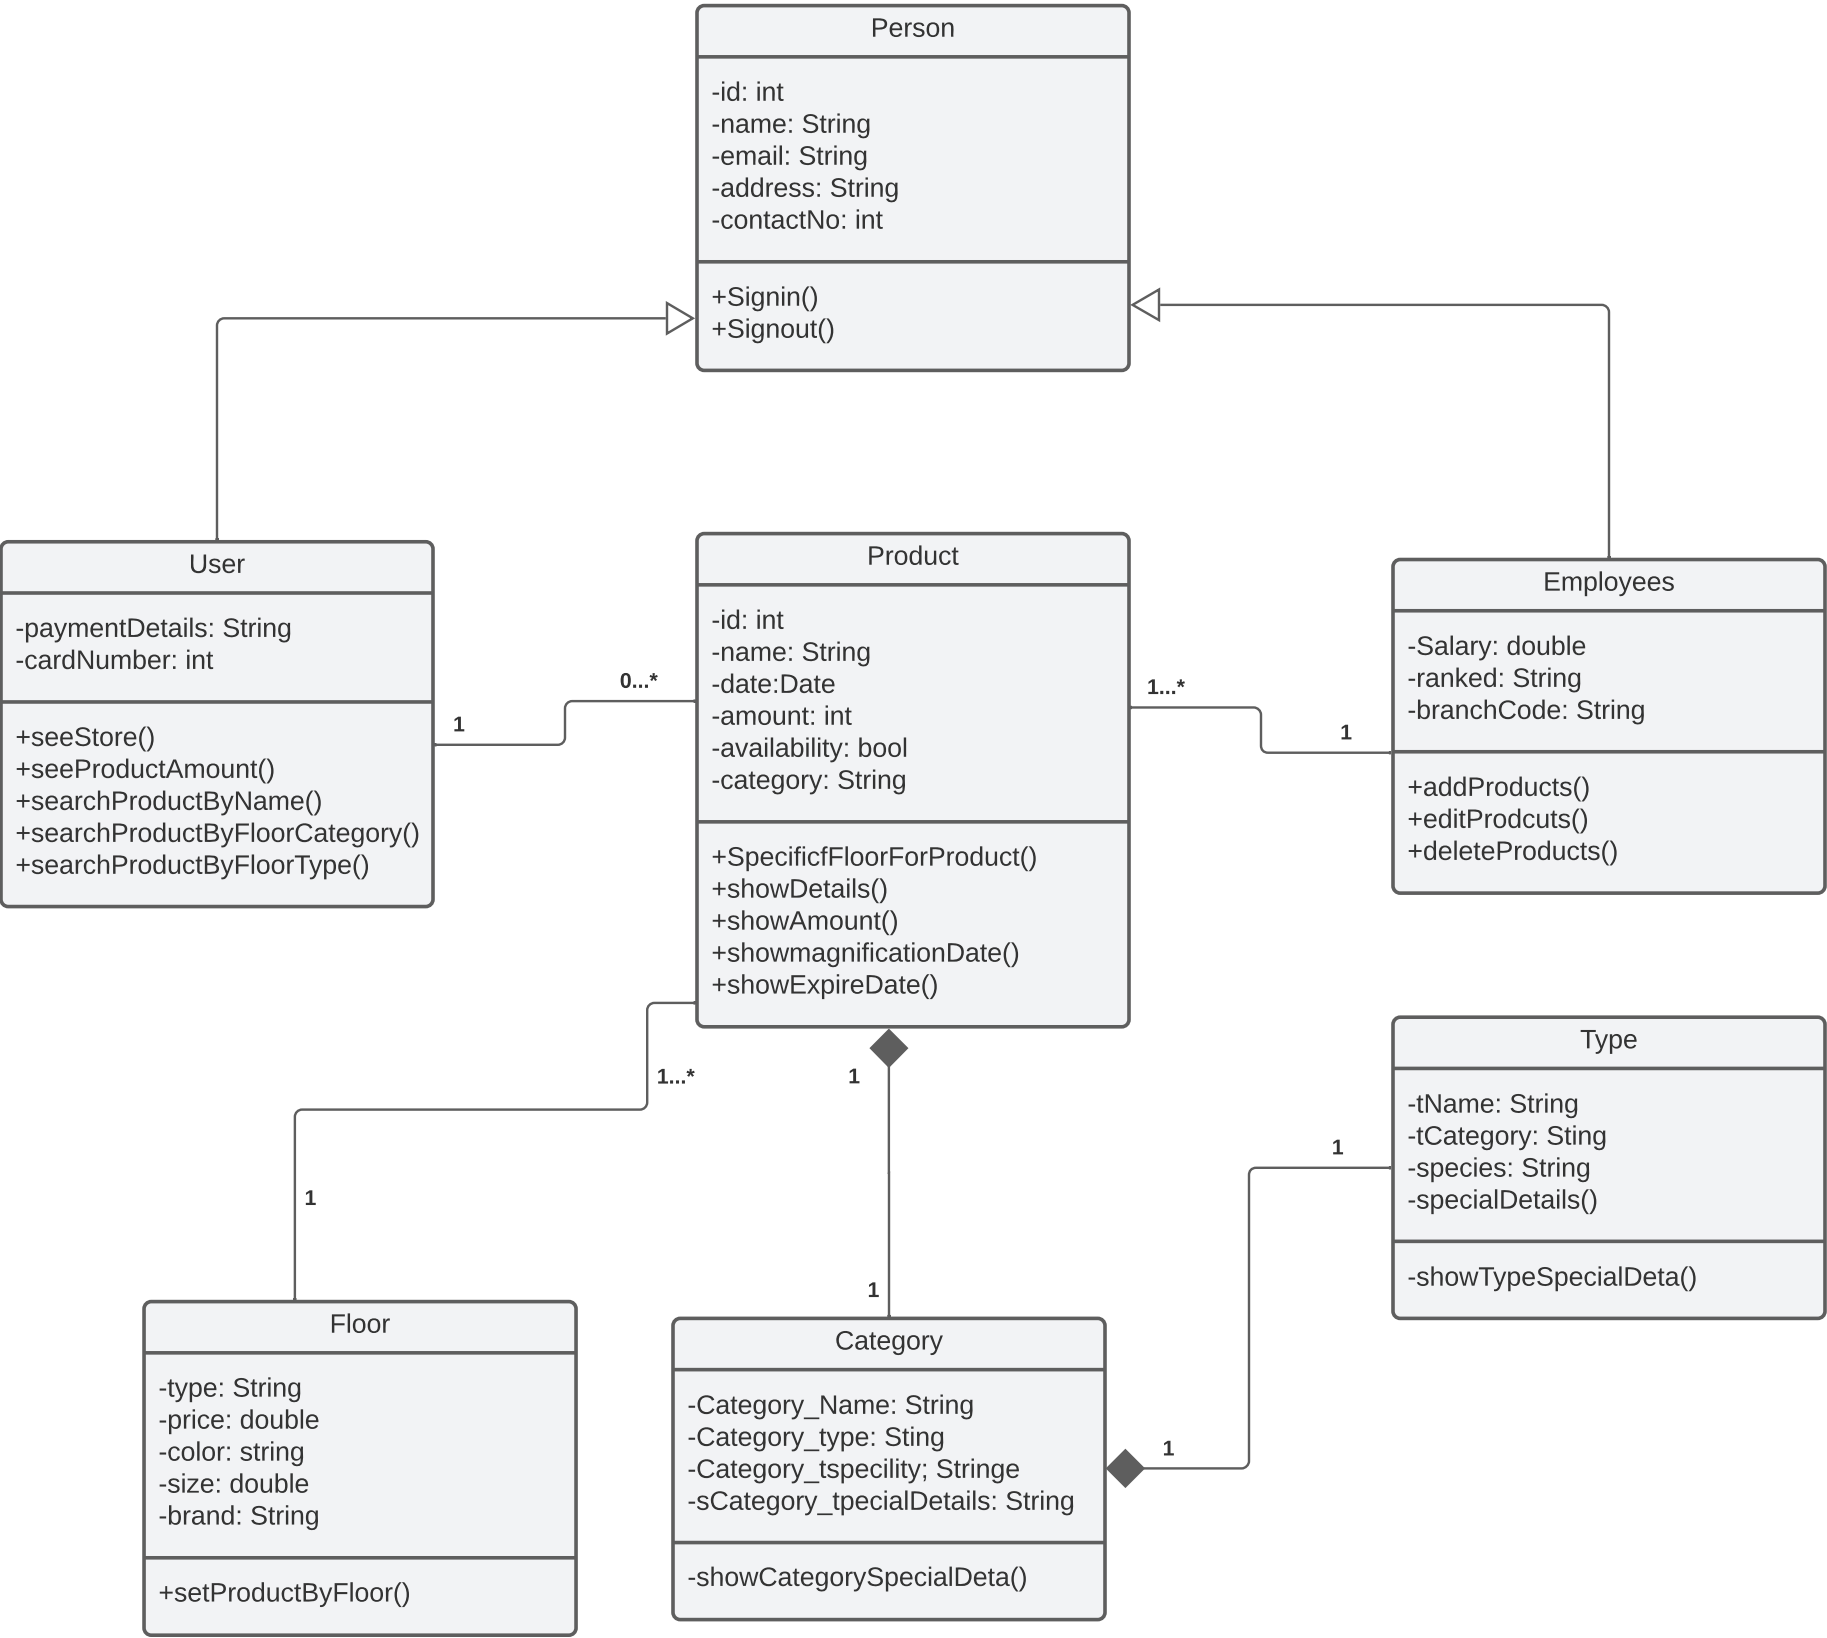 Person
-id: int
-name: String
-email: String
-address: String
-contactNo: int
+Signin()
+Signout()
User
-paymentDetails: String
-cardNumber: int
+seeStore()
+seeProductAmount()
+searchProductByName()
+searchProductByFloorCategory()
+searchProductByFloorType()
1
0...*
Product
-id: int
-name: String
-date:Date
-amount: int
-availability: bool
-category: String
+SpecificfFloorForProduct()
+showDetails()
+showAmount()
+showmagnificationDate()
+showExpireDate()
1...*
1
Employees
-Salary: double
-ranked: String
-branchCode: String
+addProducts()
+editProdcuts()
+deleteProducts()
1...*
1
1
1
Floor
-type: String
-price: double
-color: string
-size: double
-brand: String
+setProductByFloor()
Category
-Category_Name: String
-Category_type: Sting
-Category_tspecility; Stringe
-sCategory_tpecialDetails: String
-showCategorySpecialDeta()
1
1
Type
-tName: String
-tCategory: Sting
-species: String
-specialDetails()
-showTypeSpecialDeta()